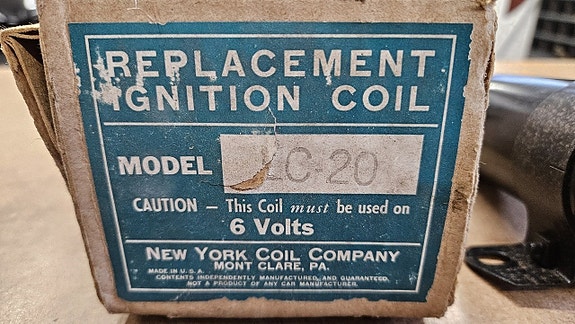 REPLACEMENT
IGNITION COIL
MODEL LC-20
CAUTION – This Coil must be used on
6 Volts
NEW YORK COIL COMPANY
MONT CLARE, PA.
MADE IN U.S.A.
CONTENTS INDEPENDENTLY MANUFACTURED, AND GUARANTEED,
NOT A PRODUCT OF ANY CAR MANUFACTURER.